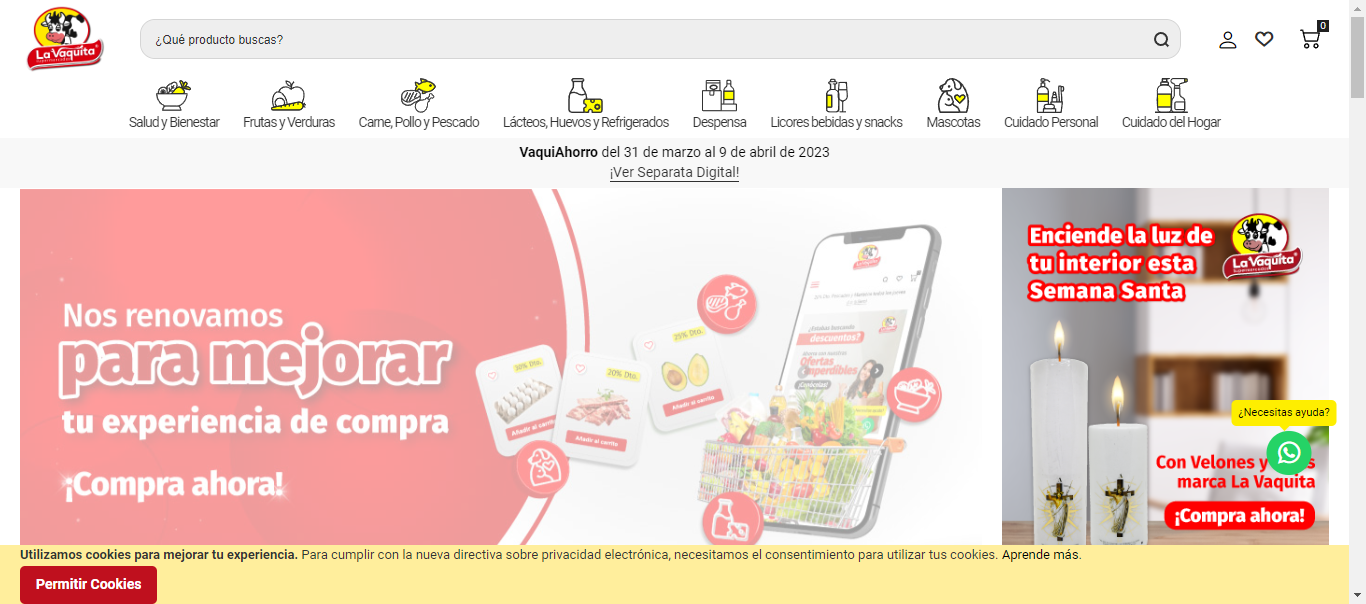 La Vaquita
Supermercados
¿Qué producto buscas?
0
Salud y Bienestar
Frutas y Verduras
Carne, Pollo y Pescado
Lácteos, Huevos y Refrigerados
Despensa
Licores bebidas y snacks
Mascotas
Cuidado Personal
Cuidado del Hogar
VaquiAhorro del 31 de marzo al 9 de abril de 2023
¡Ver Separata Digital!
Nos renovamos
para mejorar
tu experiencia de compra
¡Compra ahora!
30% Dto.
Añadir al carrito
20% Dto.
Añadir al carrito
Añadir al carrito
¿Estabas buscando
descuentos?
Ahorra con nuestras
Ofertas
imperdibles
Enciende la luz de
tu interior esta
Semana Santa
La Vaquita
Con Velones y
marca La Vaquita
¡Compra ahora!
¿Necesitas ayuda?
Utilizamos cookies para mejorar tu experiencia. Para cumplir con la nueva directiva sobre privacidad electrónica, necesitamos el consentimiento para utilizar tus cookies. Aprende más.
Permitir Cookies